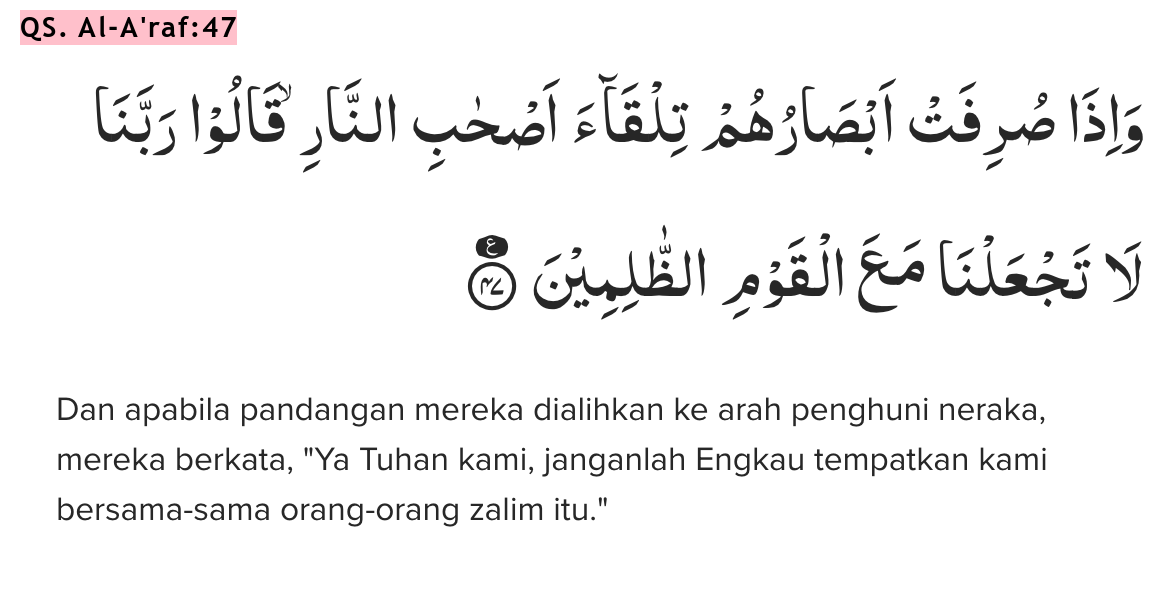 QS. Al-A'raf:47
وَاِذَا صُرِفَتْ اَبْصَارُهُمْ تِلْقَاۤءَ اَصْحٰبِ النَّارِۙ قَالُوْا رَبَّنَا
لَا تَجْعَلْنَا مَعَ الْقَوْمِ الظّٰلِمِيْنَ ࣖ ٤٧
Dan apabila pandangan mereka dialihkan ke arah penghuni neraka,
mereka berkata, "Ya Tuhan kami, janganlah Engkau tempatkan kami
bersama-sama orang-orang zalim itu."